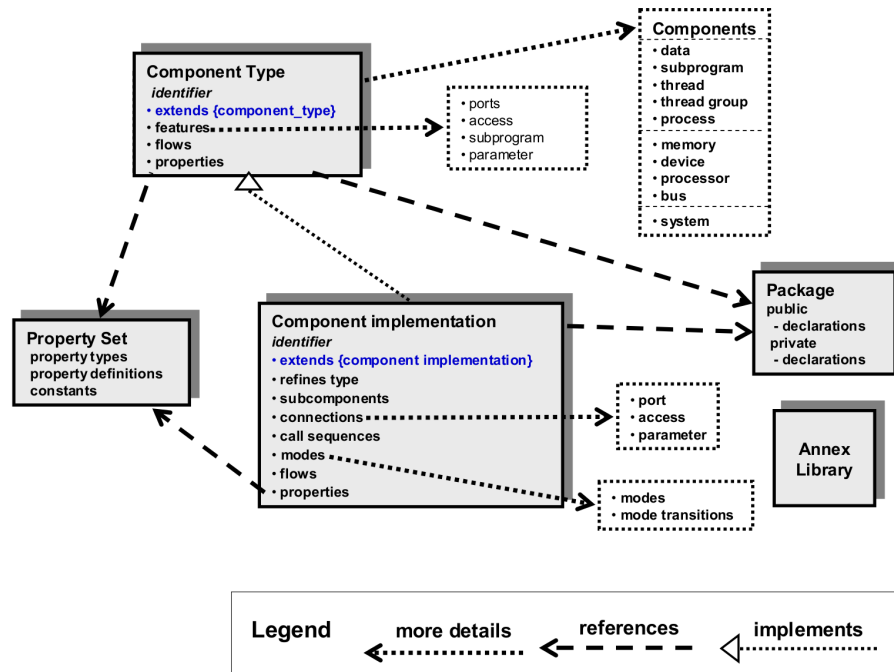 Component Type
identifier
• extends {component_type}
• features
• flows
• properties
• ports
• access
• subprogram
• parameter
Components
• data
• subprogram
• thread
• thread group
• process
• memory
• device
• processor
• bus
• system
Property Set
property types
property definitions
constants
Component implementation
identifier
• extends {component implementation}
• refines type
• subcomponents
• connections
• call sequences
• modes
• flows
• properties
Package
public
- declarations
private
- declarations
• port
• access
• parameter
Annex
Library
• modes
• mode transitions
Legend
more details
references
implements